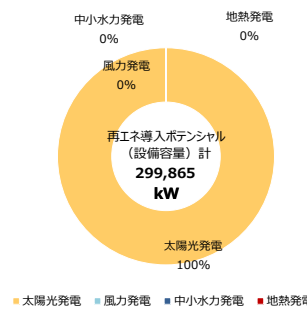 中小水力発電
0%
地熱発電
0%
風力発電
0%
再エネ導入ポテンシャル
（設備容量）計
299,865
kW
太陽光発電
100%
太陽光発電 風力発電 中小水力発電 地熱発電